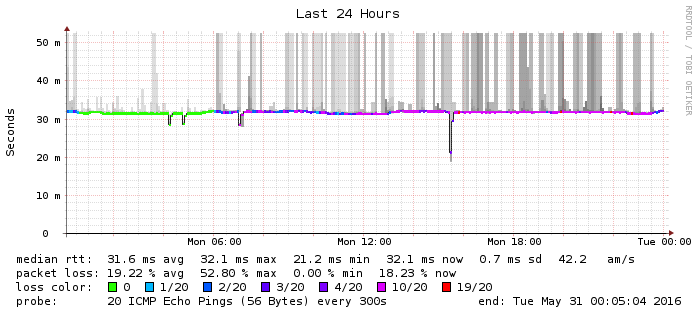 Last 24 Hours
RRDTOOL / TOBI OETIKER
Seconds
50 m
40 m
30 m
20 m
10 m
0
Mon 06:00 Mon 12:00 Mon 18:00 Tue 00:00
median rtt: 31.6 ms avg 32.1 ms max 21.2 ms min 32.1 ms now 0.7 ms sd 42.2 am/s
packet loss: 19.22 % avg 52.80 % max 0.00 % min 18.23 % now
loss color: 0 1/20 2/20 3/20 4/20 10/20 19/20
probe: 20 ICMP Echo Pings (56 Bytes) every 300s end: Tue May 31 00:05:04 2016